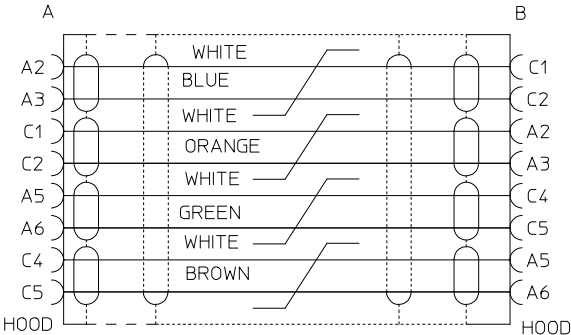 A B
WHITE
A2 C1
BLUE
A3 C2
WHITE
C1 A2
ORANGE
C2 A3
WHITE
A5 C4
GREEN
A6 C5
WHITE
C4 A5
BROWN
C5 A6
HOOD HOOD